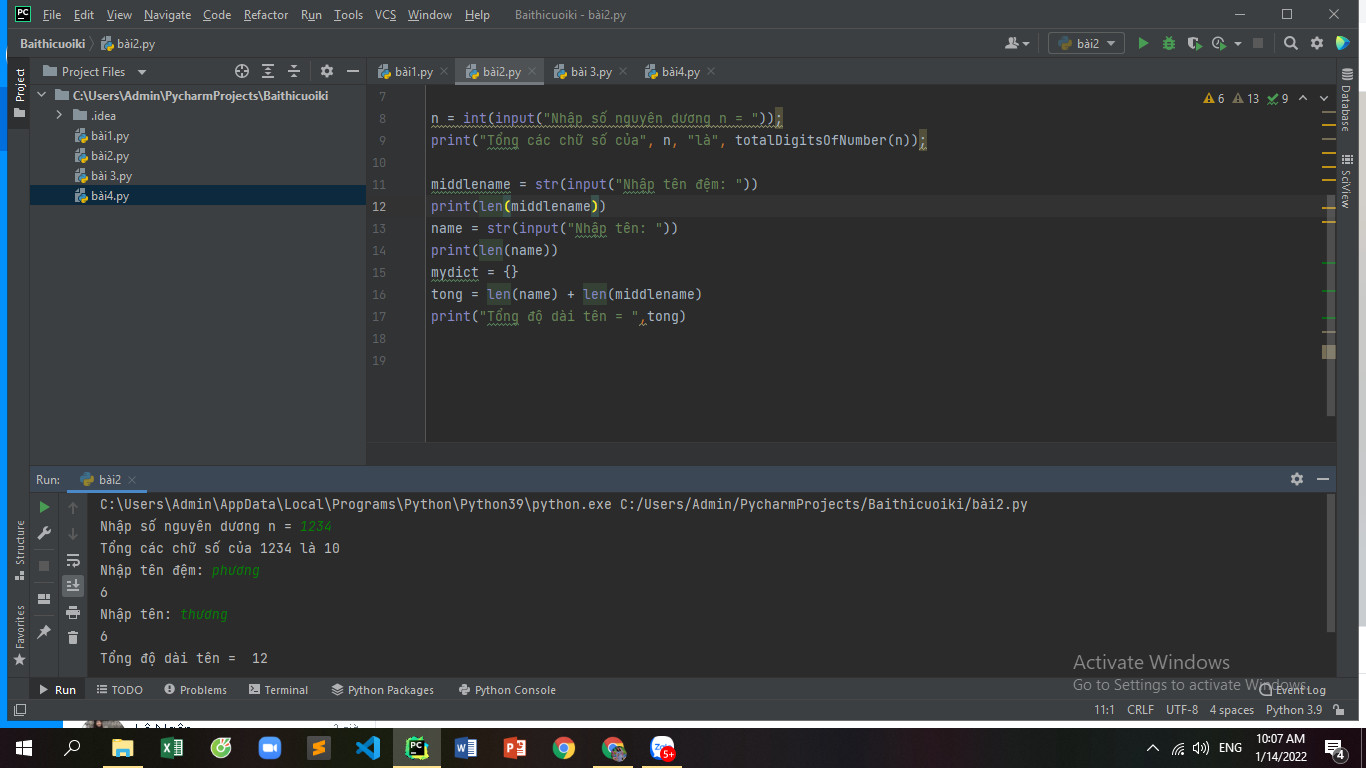 PC File Edit View Navigate Code Refactor Run Tools VCS Window Help Baithicuoiki - bài2.py
Baithicuoiki bài2.py bài2
Project Project Files bài1.py bài2.py bài 3.py bài4.py
C:\Users\Admin\PycharmProjects\Baithicuoiki
.idea
bài1.py
bài2.py
bài 3.py
bài4.py
6 13 9
7
8 n = int(input("Nhập số nguyên dương n = "));
9 print("Tổng các chữ số của", n, "là", totalDigitsOfNumber(n));
10
11 middlename = str(input("Nhập tên đệm: "))
12 print(len(middlename))
13 name = str(input("Nhập tên: "))
14 print(len(name))
15 mydict = {}
16 tong = len(name) + len(middlename)
17 print("Tổng độ dài tên = ",tong)
18
19
Database
SciView
Run: bài2
C:\Users\Admin\AppData\Local\Programs\Python\Python39\python.exe C:/Users/Admin/PycharmProjects/Baithicuoiki/bài2.py
Nhập số nguyên dương n = 1234
Tổng các chữ số của 1234 là 10
Nhập tên đệm: phương
6
Nhập tên: thương
6
Tổng độ dài tên =  12
Structure
Favorites
Activate Windows
Go to Settings to activate Windows.
Run TODO Problems Terminal Python Packages Python Console Event Log
11:1 CRLF UTF-8 4 spaces Python 3.9
PC 5+ ENG 10:07 AM
1/14/2022
4